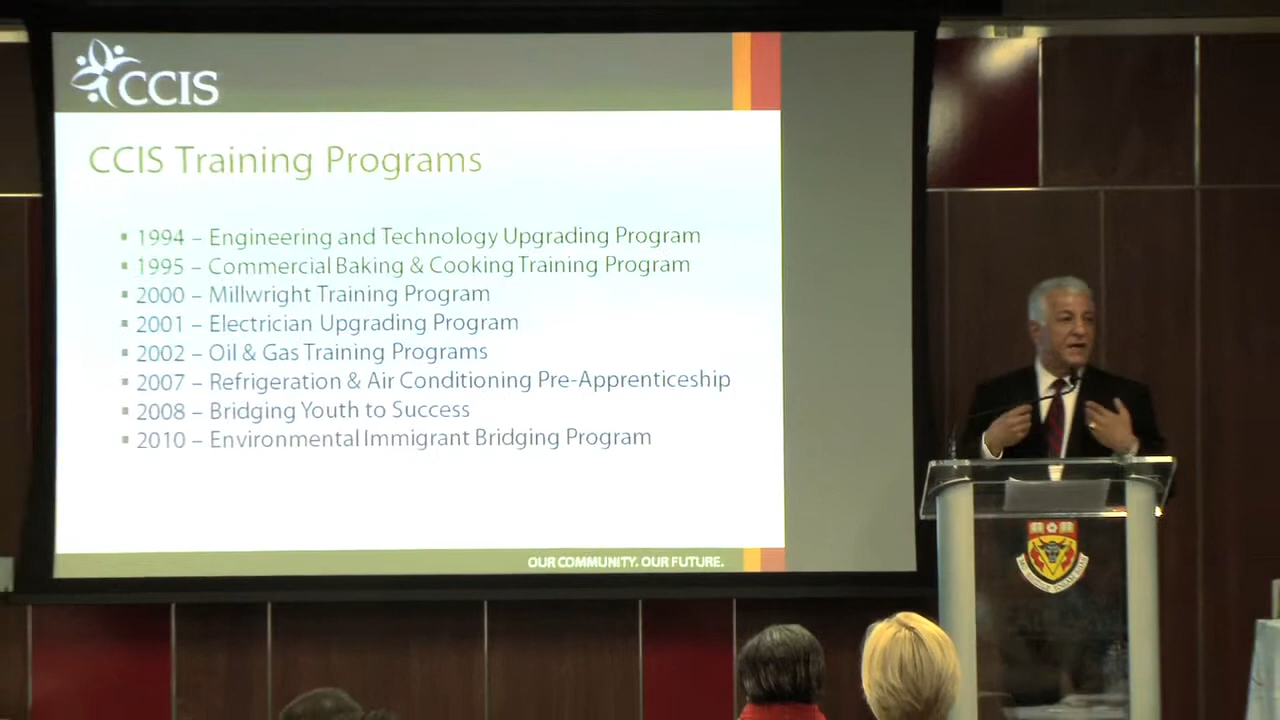 CCIS
CCIS Training Programs
▪ 1994 – Engineering and Technology Upgrading Program
▪ 1995 – Commercial Baking & Cooking Training Program
▪ 2000 – Millwright Training Program
▪ 2001 – Electrician Upgrading Program
▪ 2002 – Oil & Gas Training Programs
▪ 2007 – Refrigeration & Air Conditioning Pre-Apprenticeship
▪ 2008 – Bridging Youth to Success
▪ 2010 – Environmental Immigrant Bridging Program
OUR COMMUNITY. OUR FUTURE.